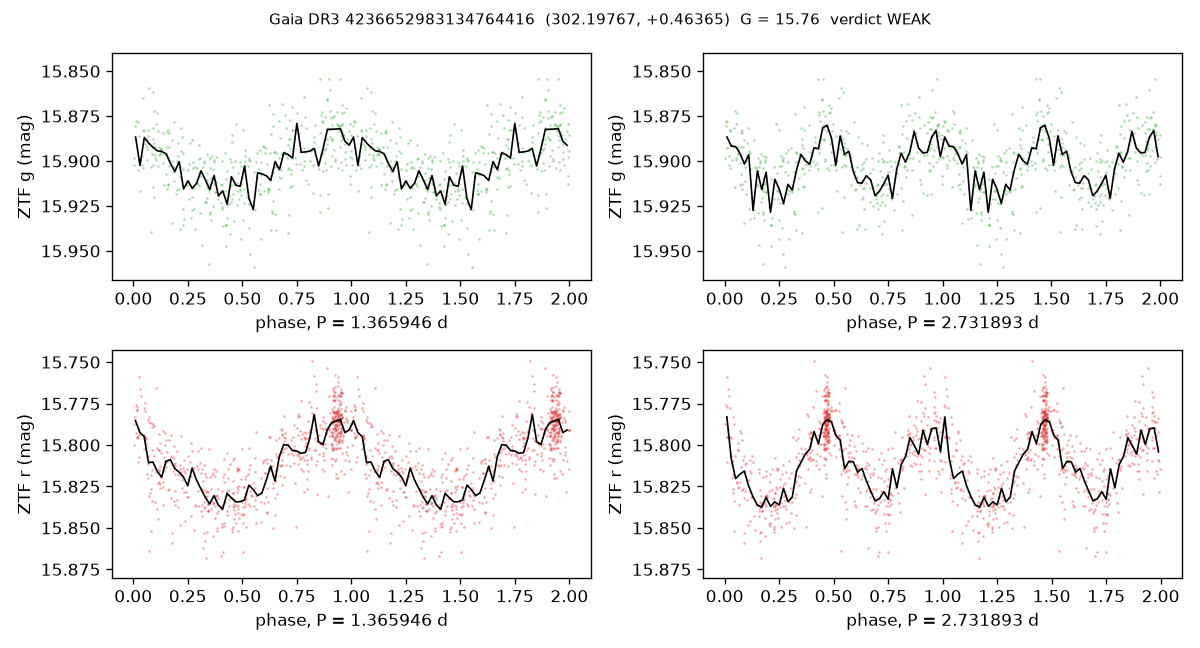 Gaia DR3 4236652983134764416 (302.19767, +0.46365) G = 15.76 verdict WEAK
ZTF g (mag)
15.850
15.875
15.900
15.925
15.950
0.00 0.25 0.50 0.75 1.00 1.25 1.50 1.75 2.00
phase, P = 1.365946 d
ZTF g (mag)
15.850
15.875
15.900
15.925
15.950
0.00 0.25 0.50 0.75 1.00 1.25 1.50 1.75 2.00
phase, P = 2.731893 d
ZTF r (mag)
15.750
15.775
15.800
15.825
15.850
15.875
0.00 0.25 0.50 0.75 1.00 1.25 1.50 1.75 2.00
phase, P = 1.365946 d
ZTF r (mag)
15.750
15.775
15.800
15.825
15.850
15.875
0.00 0.25 0.50 0.75 1.00 1.25 1.50 1.75 2.00
phase, P = 2.731893 d